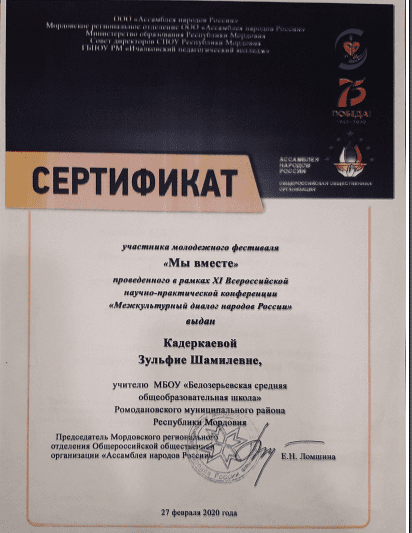 ООО «Ассамблея народов России»
Мордовское региональное отделение ООО «Ассамблея народов России»
Министерство образования Республики Мордовия
Совет директоров СПОУ Республики Мордовия
ГБПОУ РМ «Ичалковский педагогический колледж»
75
ПОБЕДА!
АССАМБЛЕЯ
НАРОДОВ
РОССИИ
ОБЩЕРОССИЙСКАЯ ОБЩЕСТВЕННАЯ
ОРГАНИЗАЦИЯ
СЕРТИФИКАТ
участника молодежного фестиваля
«Мы вместе»
проведенного в рамках XI Всероссийской
научно-практической конференции
«Межкультурный диалог народов России»
выдан
Кадеркаевой
Зульфие Шамилевне,
учителю МБОУ «Белозерьевская средняя
общеобразовательная школа»
Ромодановского муниципального района
Республики Мордовия
Председатель Мордовского регионального
отделения Общероссийской общественной
организации «Ассамблея народов России»
Е.Н. Ломшина
27 февраля 2020 года